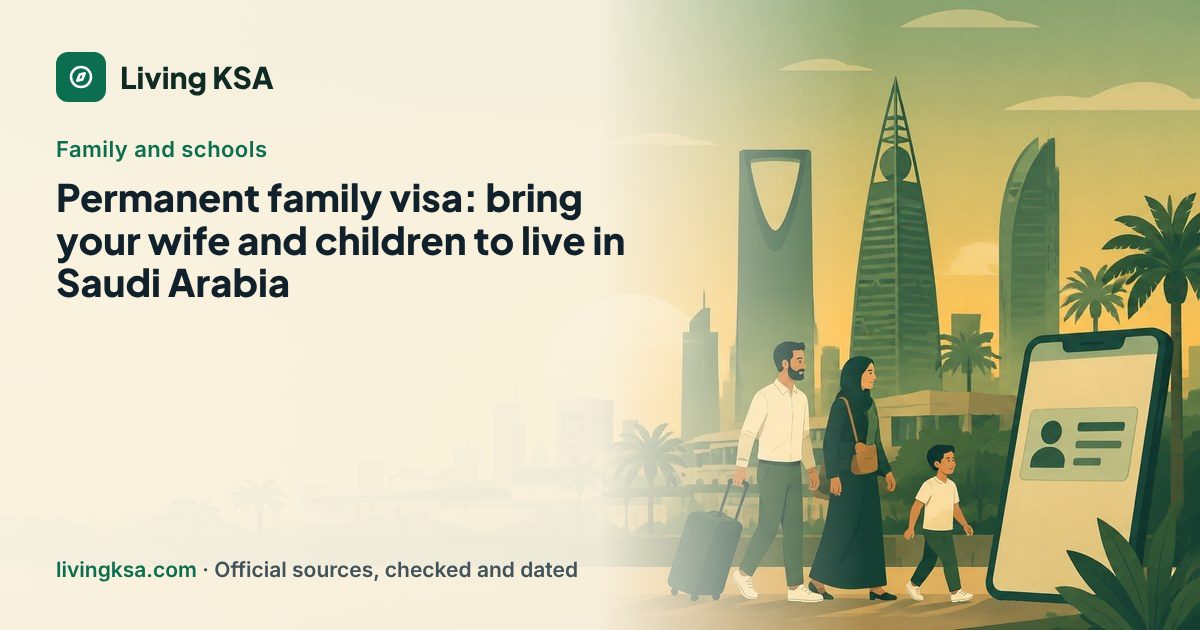 Living KSA
Family and schools
Permanent family visa: bring
your wife and children to live in
Saudi Arabia
livingksa.com · Official sources, checked and dated